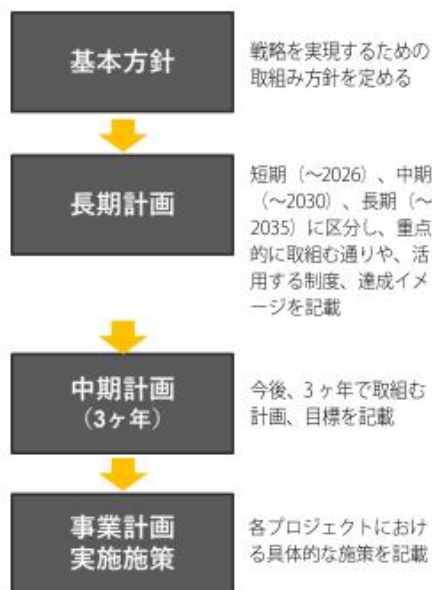 基本方針
戦略を実現するための
取組み方針を定める
長期計画
短期（～2026）、中期
（～2030）、長期（～
2035）に区分し、重点
的に取組む通りや、活
用する制度、達成イメ
ージを記載
中期計画
（3ヶ年）
今後、3ヶ年で取組む
計画、目標を記載
事業計画
実施施策
各プロジェクトにおけ
る具体的な施策を記載